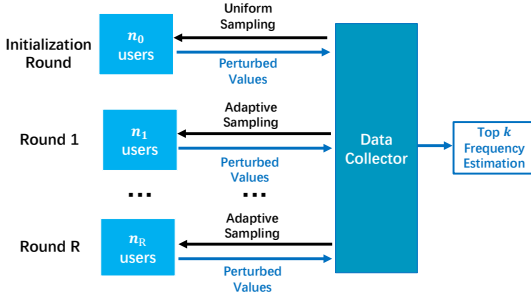 Uniform
Sampling
Initialization
Round
n₀
users
Perturbed
Values
Adaptive
Sampling
Round 1
n₁
users
Perturbed
Values
Data
Collector
Top k
Frequency
Estimation
...
...
Adaptive
Sampling
Round R
n_R
users
Perturbed
Values